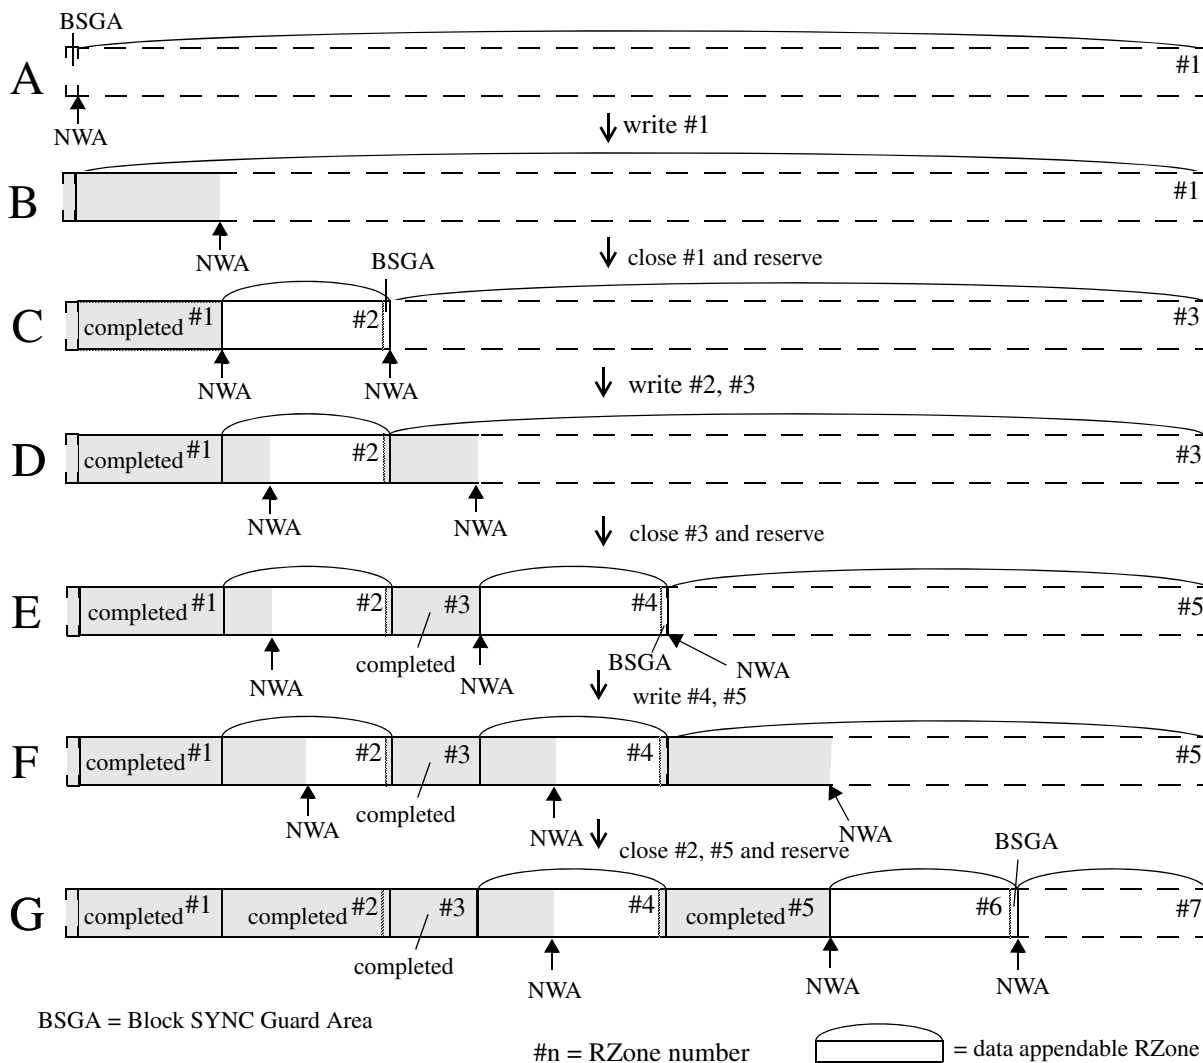 BSGA
A
#1
NWA
write #1
B
#1
NWA
close #1 and reserve
BSGA
C
completed #1
#2
#3
NWA
NWA
write #2, #3
D
completed #1
#2
#3
NWA
NWA
close #3 and reserve
E
completed #1
#2
#3
#4
#5
completed
BSGA
NWA
NWA
NWA
write #4, #5
F
completed #1
#2
#3
#4
#5
completed
NWA
NWA
NWA
close #2, #5 and reserve
BSGA
G
completed #1
completed #2
#3
#4
completed #5
#6
#7
completed
NWA
NWA
NWA
BSGA = Block SYNC Guard Area
#n = RZone number
= data appendable RZone